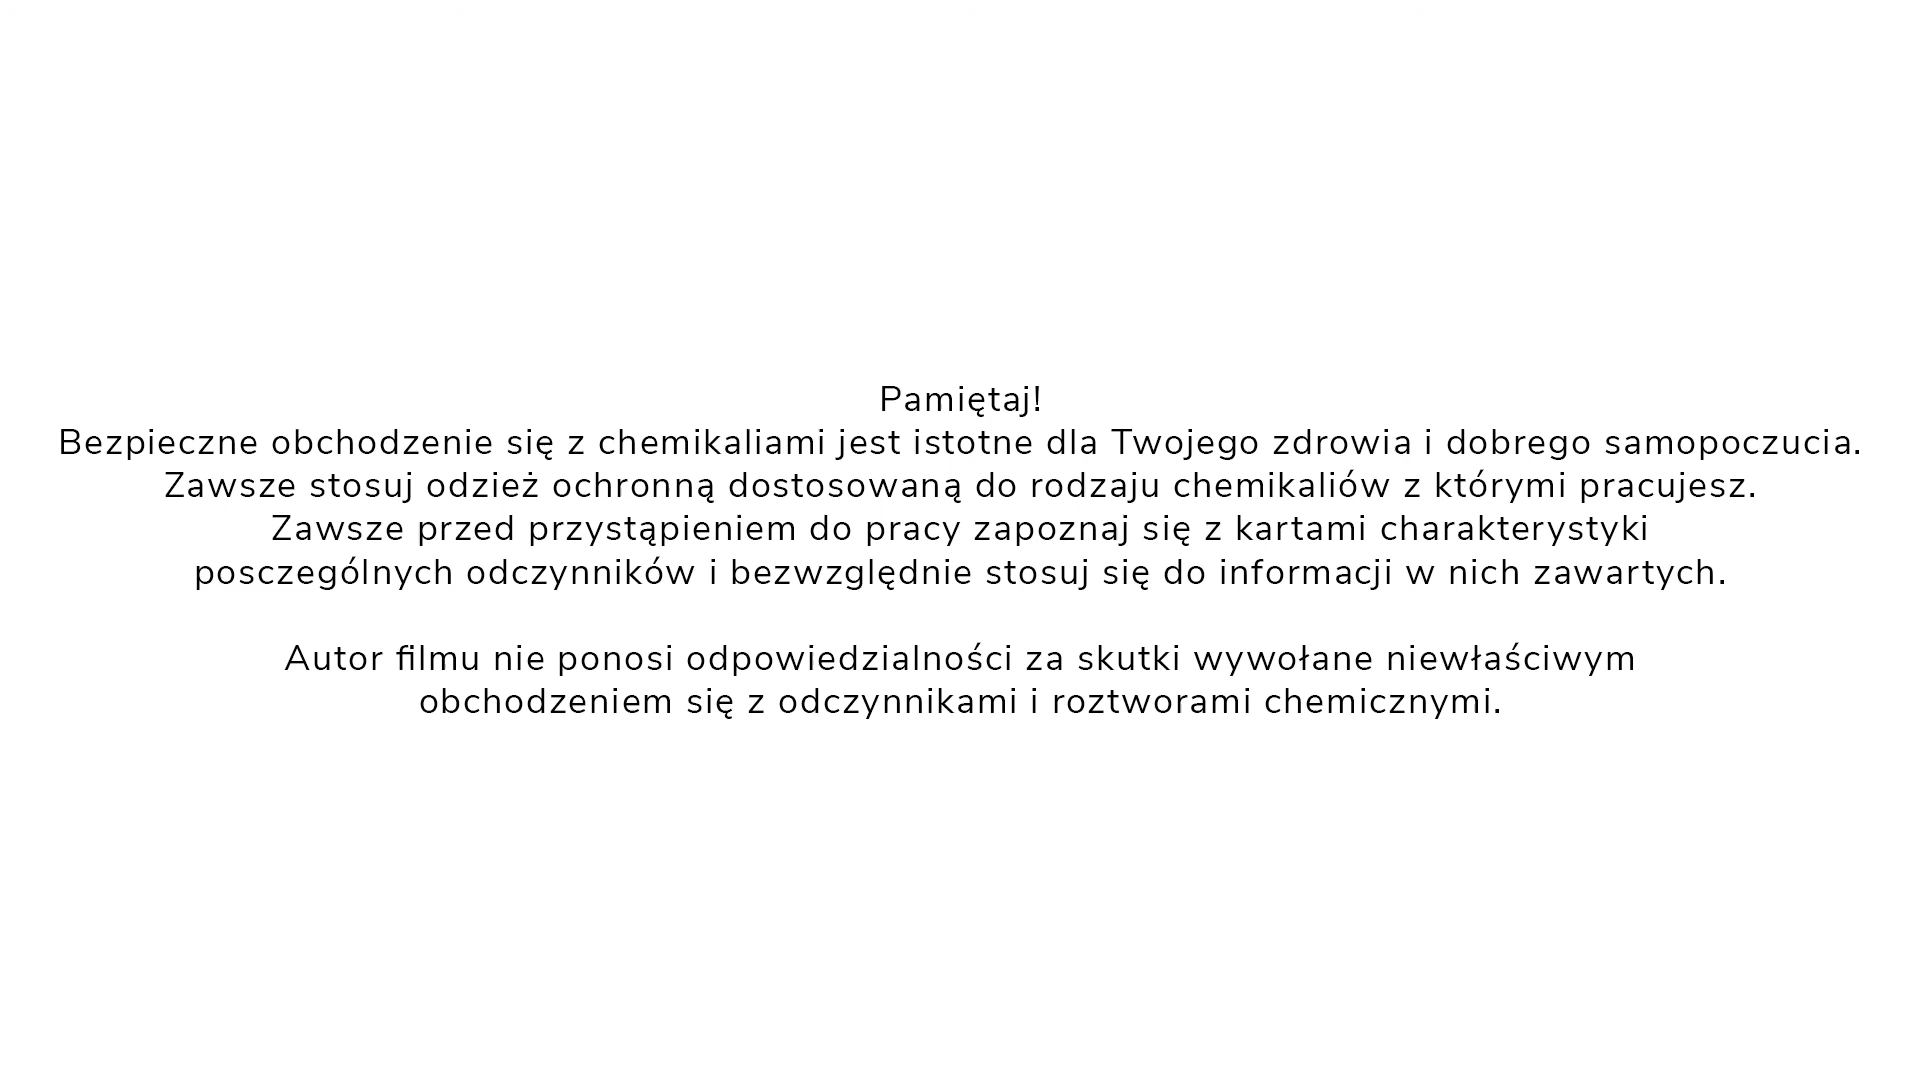 Pamiętaj!
Bezpieczne obchodzenie się z chemikaliami jest istotne dla Twojego zdrowia i dobrego samopoczucia.
Zawsze stosuj odzież ochronną dostosowaną do rodzaju chemikaliów z którymi pracujesz.
Zawsze przed przystąpieniem do pracy zapoznaj się z kartami charakterystyki
posczególnych odczynników i bezwzględnie stosuj się do informacji w nich zawartych.
Autor filmu nie ponosi odpowiedzialności za skutki wywołane niewłaściwym
obchodzeniem się z odczynnikami i roztworami chemicznymi.